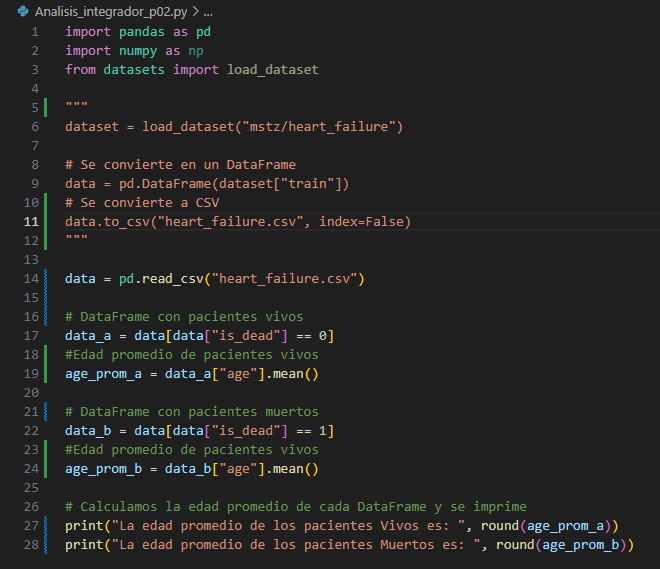 Analisis_integrador_p02.py > ...
1 import pandas as pd
2 import numpy as np
3 from datasets import load_dataset
4
5 """
6 dataset = load_dataset("mstz/heart_failure")
7
8 # Se convierte en un DataFrame
9 data = pd.DataFrame(dataset["train"])
10 # Se convierte a CSV
11 data.to_csv("heart_failure.csv", index=False)
12 """
13
14 data = pd.read_csv("heart_failure.csv")
15
16 # DataFrame con pacientes vivos
17 data_a = data[data["is_dead"] == 0]
18 #Edad promedio de pacientes vivos
19 age_prom_a = data_a["age"].mean()
20
21 # DataFrame con pacientes muertos
22 data_b = data[data["is_dead"] == 1]
23 #Edad promedio de pacientes vivos
24 age_prom_b = data_b["age"].mean()
25
26 # Calculamos la edad promedio de cada DataFrame y se imprime
27 print("La edad promedio de los pacientes Vivos es: ", round(age_prom_a))
28 print("La edad promedio de los pacientes Muertos es: ", round(age_prom_b))